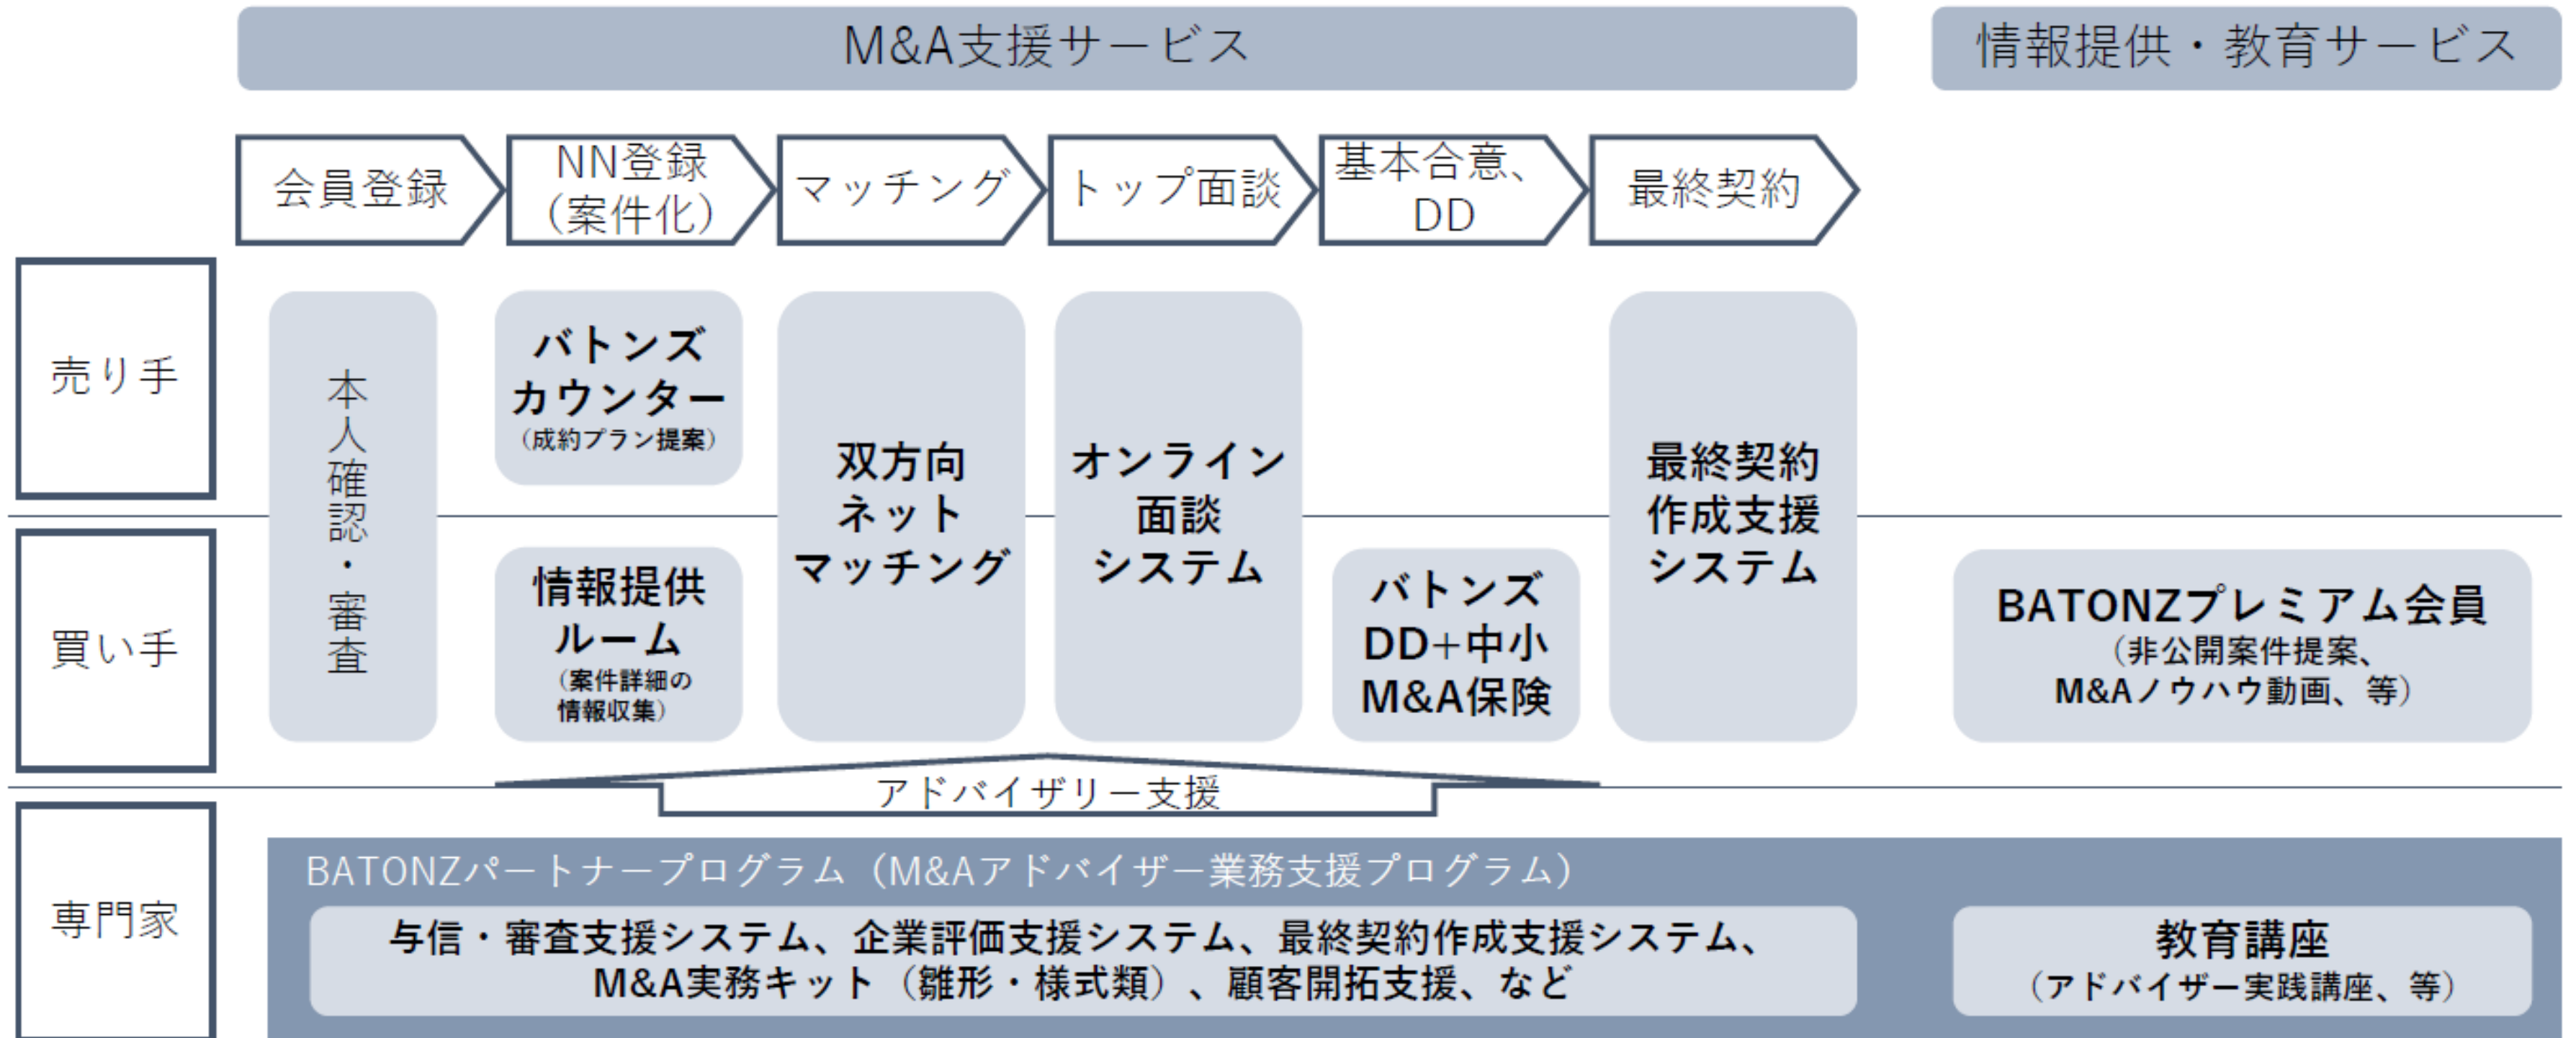 M&A支援サービス
情報提供・教育サービス
会員登録
NN登録
（案件化）
マッチング
トップ面談
基本合意、
DD
最終契約
売り手
本人確認・審査
バトンズ
カウンター
（成約プラン提案）
双方向
ネット
マッチング
オンライン
面談
システム
最終契約
作成支援
システム
買い手
情報提供
ルーム
（案件詳細の
情報収集）
バトンズ
DD+中小
M&A保険
BATONZプレミアム会員
（非公開案件提案、
M&Aノウハウ動画、等）
アドバイザリー支援
専門家
BATONZパートナープログラム（M&Aアドバイザー業務支援プログラム）
与信・審査支援システム、企業評価支援システム、最終契約作成支援システム、
M&A実務キット（雛形・様式類）、顧客開拓支援、など
教育講座
（アドバイザー実践講座、等）